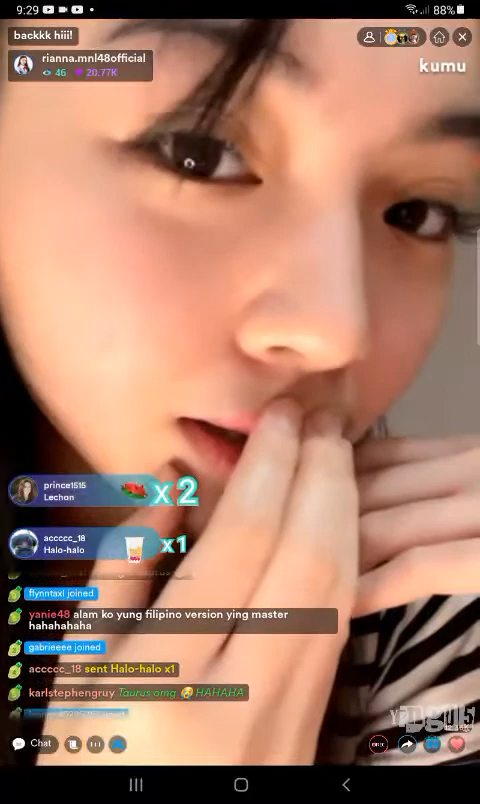 9:29
88%
backkk hiii!
rianna.mnl48official
46 20.77K
kumu
prince1515
Lechon
x 2
accccc_18
Halo-halo
x1
flynntaxl joined
yanie48 alam ko yung filipino version ying master
hahahahaha
gabrieeee joined
accccc_18 sent Halo-halo x1
karlstephengruy Taurus omg 😭 HAHAHA
Chat